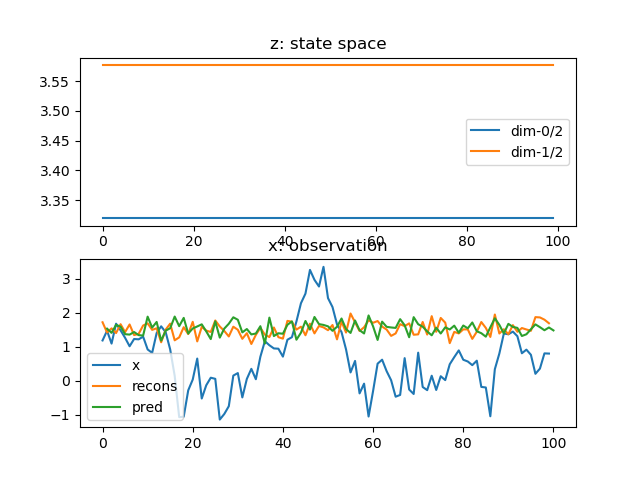 z: state space
3.55
3.50
3.45
3.40
3.35
dim-0/2
dim-1/2
0 20 40 60 80 100
x: observation
3
2
1
0
−1
x
recons
pred
0 20 40 60 80 100